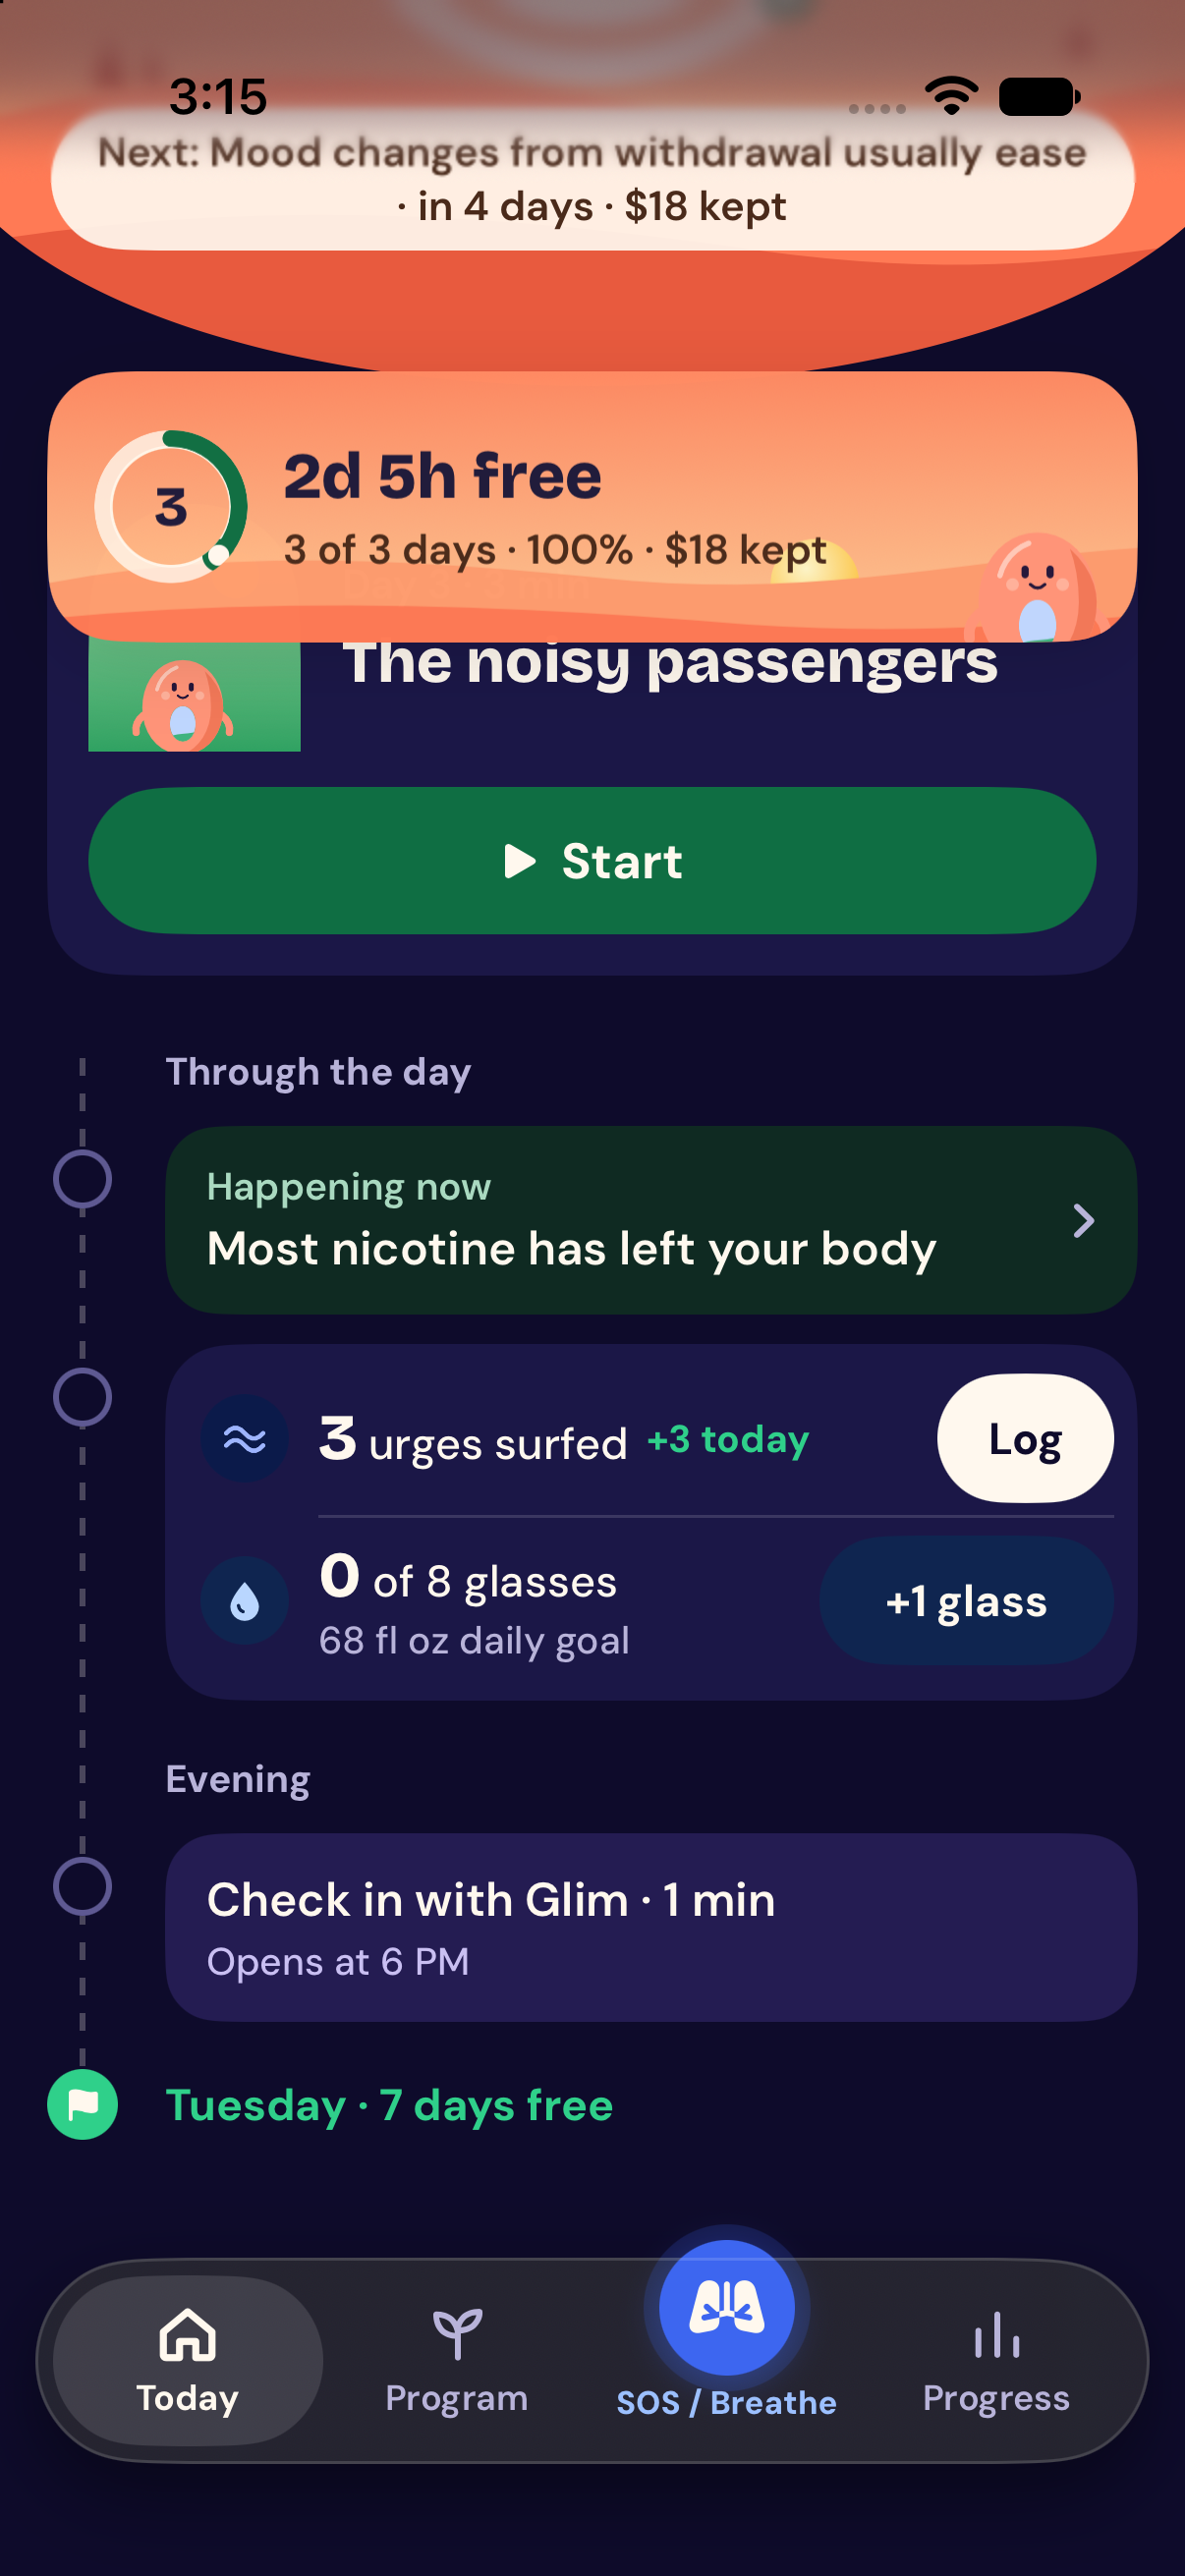 3:15
Next: Mood changes from withdrawal usually ease
· in 4 days · $18 kept
3
2d 5h free
3 of 3 days · 100% · $18 kept
The noisy passengers
Start
Through the day
Happening now
Most nicotine has left your body
3 urges surfed +3 today
Log
0 of 8 glasses
68 fl oz daily goal
+1 glass
Evening
Check in with Glim · 1 min
Opens at 6 PM
Tuesday · 7 days free
Today
Program
SOS / Breathe
Progress